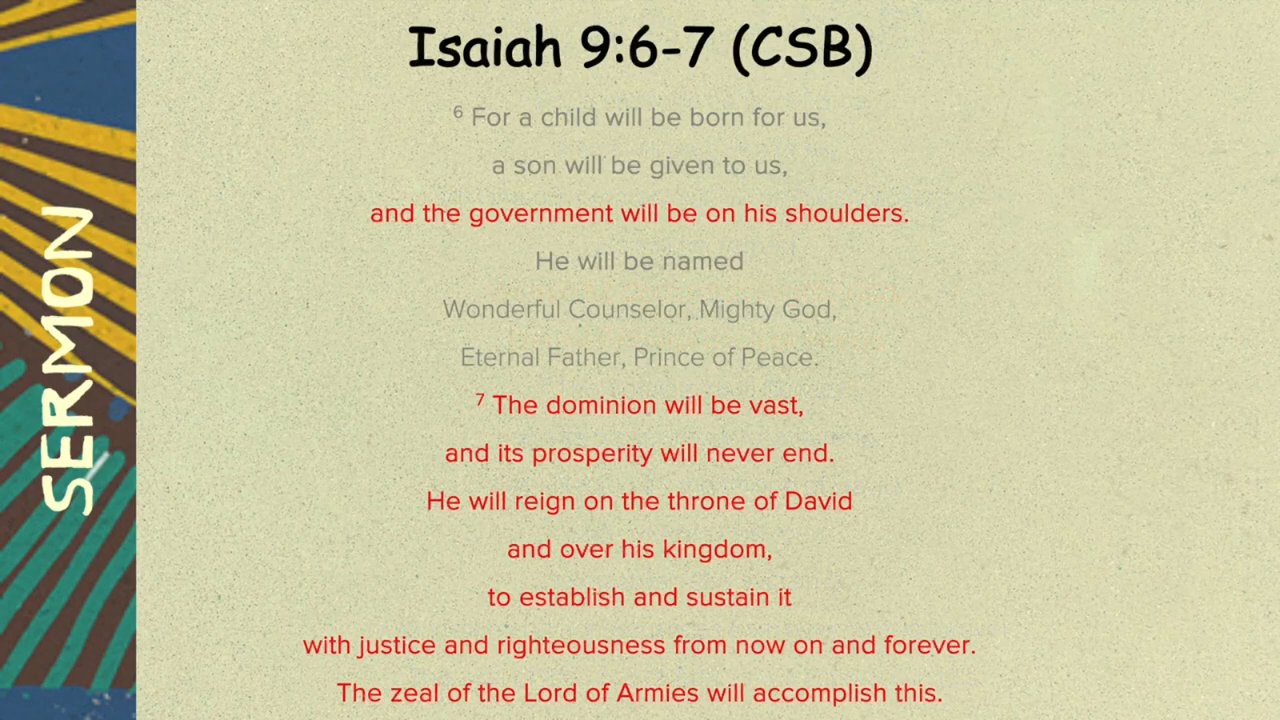 SERMON
Isaiah 9:6-7 (CSB)
⁶ For a child will be born for us,
a son will be given to us,
and the government will be on his shoulders.
He will be named
Wonderful Counselor, Mighty God,
Eternal Father, Prince of Peace.
⁷ The dominion will be vast,
and its prosperity will never end.
He will reign on the throne of David
and over his kingdom,
to establish and sustain it
with justice and righteousness from now on and forever.
The zeal of the Lord of Armies will accomplish this.